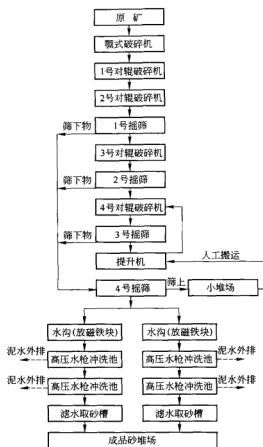 原 矿
颚式破碎机
1号对辊破碎机
2号对辊破碎机
筛下物
1号摇筛
3号对辊破碎机
筛下物
2号摇筛
4号对辊破碎机
筛下物
3号摇筛
人工搬运
提升机
筛上
4号摇筛
小堆场
水沟(放磁铁块)
水沟(放磁铁块)
泥水外排
高压水枪冲洗池
高压水枪冲洗池
泥水外排
泥水外排
高压水枪冲洗池
高压水枪冲洗池
泥水外排
滤水取砂槽
滤水取砂槽
成品砂堆场